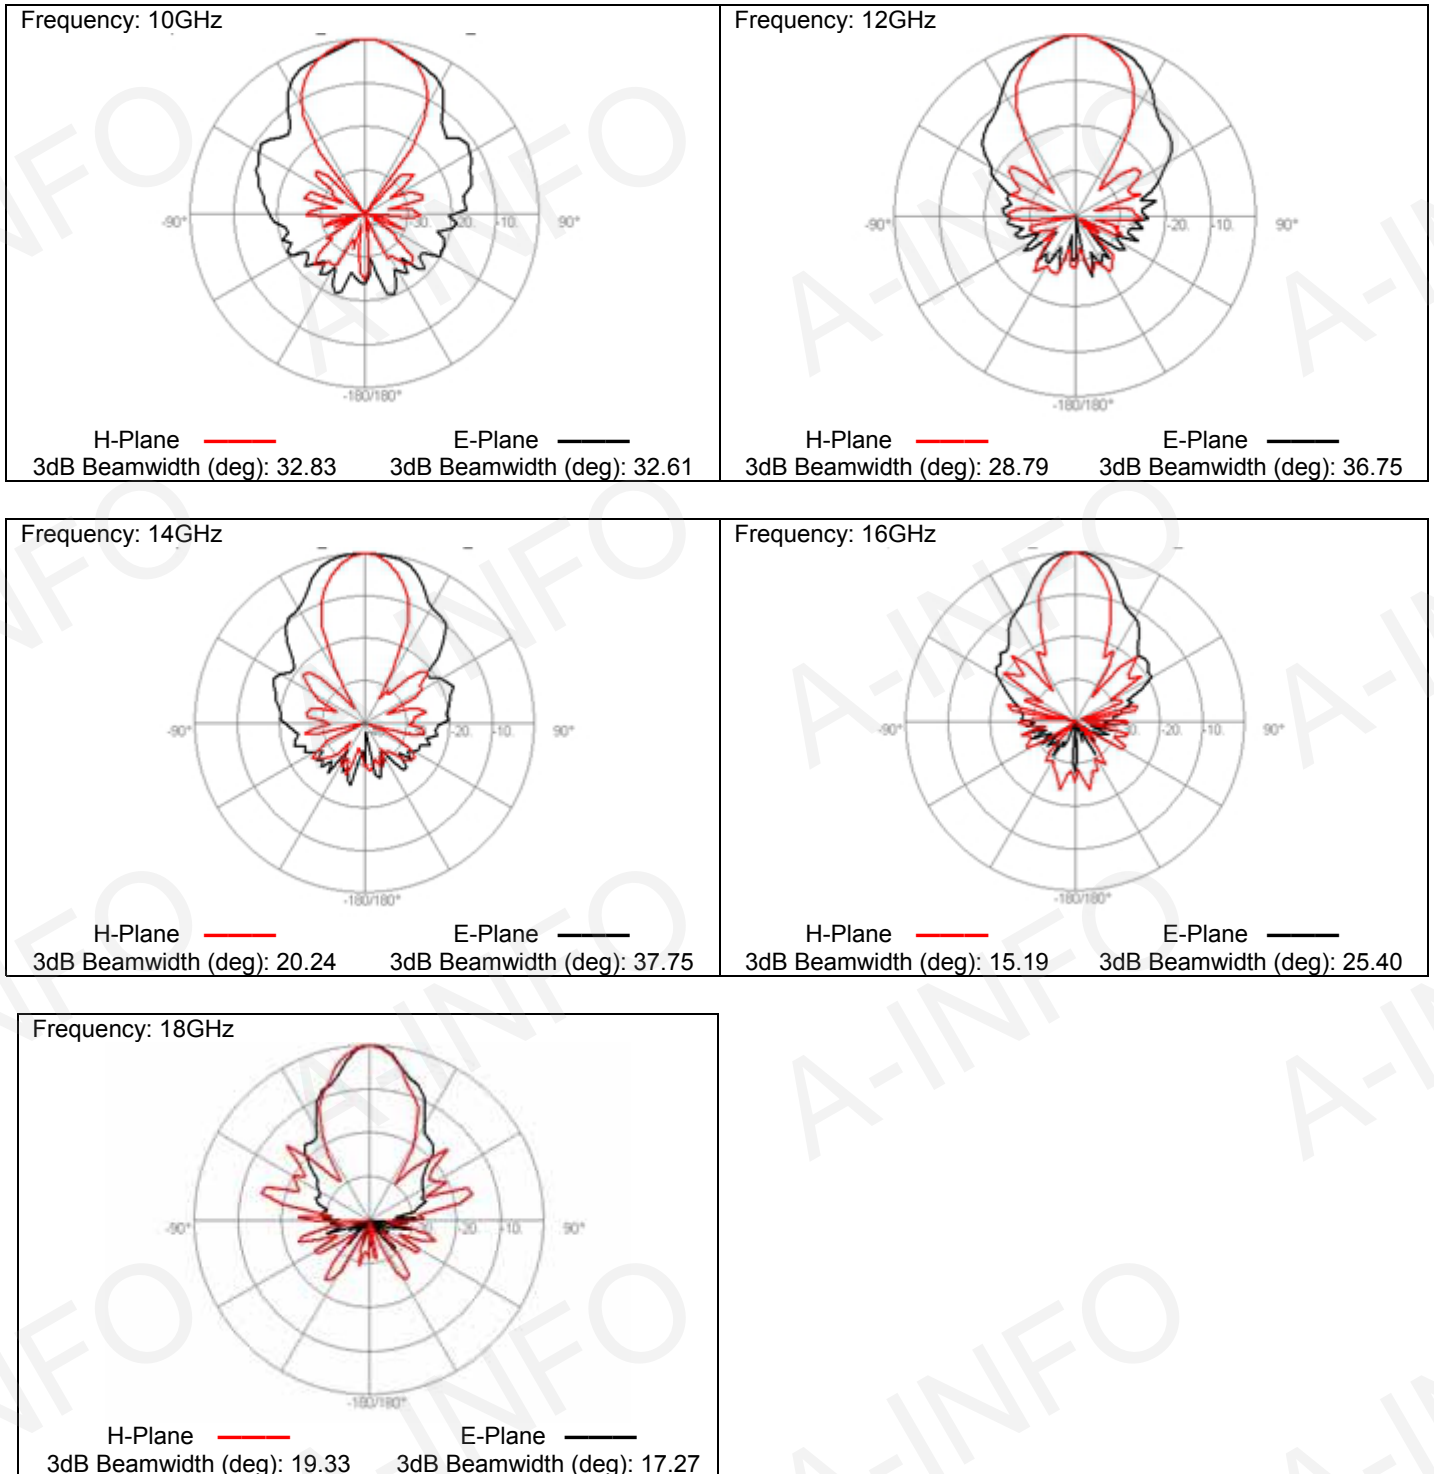 Frequency: 10GHz
-90°
-30.
-20.
-10.
90°
-180/180°
H-Plane E-Plane
3dB Beamwidth (deg): 32.83 3dB Beamwidth (deg): 32.61
Frequency: 12GHz
-90°
-20.
-10.
90°
-180/180°
H-Plane E-Plane
3dB Beamwidth (deg): 28.79 3dB Beamwidth (deg): 36.75
Frequency: 14GHz
-90°
-20.
-10.
90°
-180/180°
H-Plane E-Plane
3dB Beamwidth (deg): 20.24 3dB Beamwidth (deg): 37.75
Frequency: 16GHz
-90°
-20.
-10.
90°
-180/180°
H-Plane E-Plane
3dB Beamwidth (deg): 15.19 3dB Beamwidth (deg): 25.40
Frequency: 18GHz
-90°
-20.
-10.
90°
-180/180°
H-Plane E-Plane
3dB Beamwidth (deg): 19.33 3dB Beamwidth (deg): 17.27
A-INFO